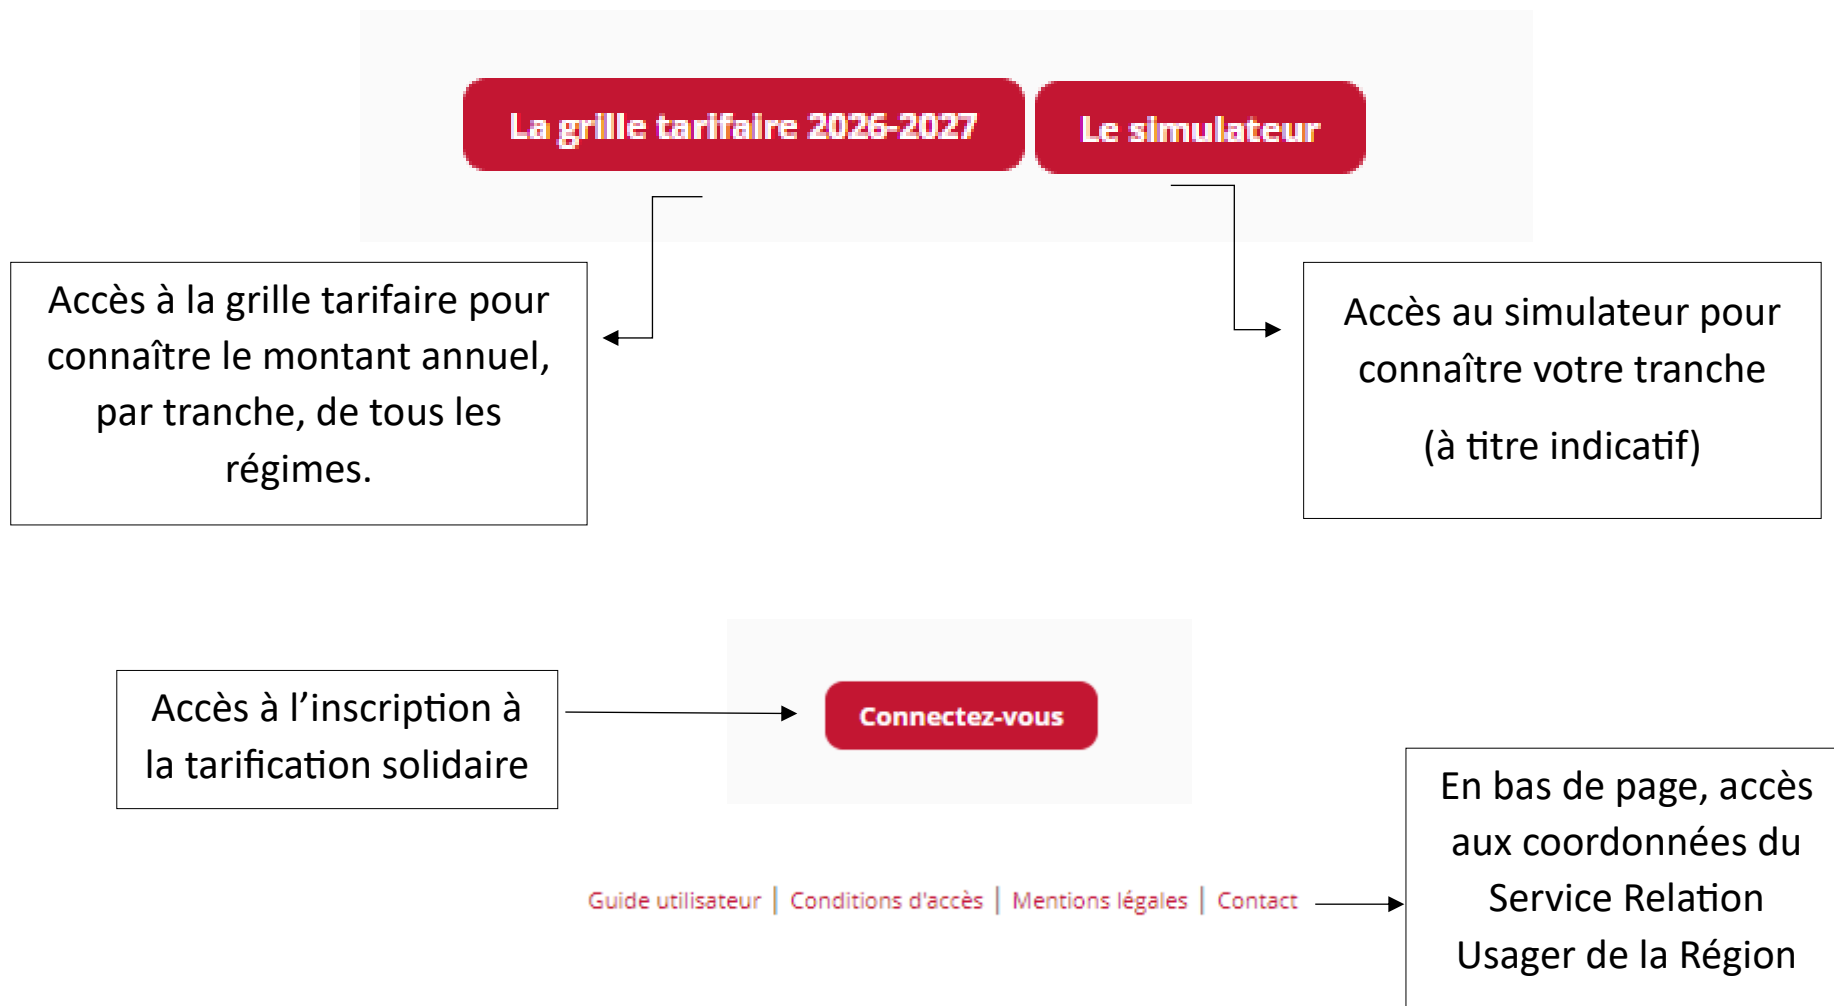 La grille tarifaire 2026-2027
Le simulateur
Accès à la grille tarifaire pour
connaître le montant annuel,
par tranche, de tous les
régimes.
Accès au simulateur pour
connaître votre tranche
(à titre indicatif)
Accès à l’inscription à
la tarification solidaire
Connectez-vous
Guide utilisateur | Conditions d'accès | Mentions légales | Contact
En bas de page, accès
aux coordonnées du
Service Relation
Usager de la Région